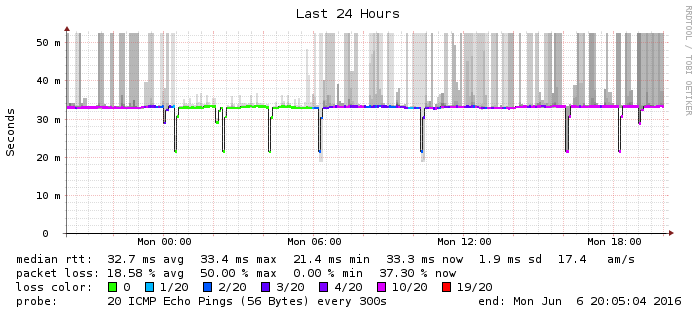 Last 24 Hours
RRDTOOL / TOBI OETIKER
Seconds
50 m
40 m
30 m
20 m
10 m
0
Mon 00:00 Mon 06:00 Mon 12:00 Mon 18:00
median rtt: 32.7 ms avg 33.4 ms max 21.4 ms min 33.3 ms now 1.9 ms sd 17.4 am/s
packet loss: 18.58 % avg 50.00 % max 0.00 % min 37.30 % now
loss color: 0 1/20 2/20 3/20 4/20 10/20 19/20
probe: 20 ICMP Echo Pings (56 Bytes) every 300s end: Mon Jun 6 20:05:04 2016